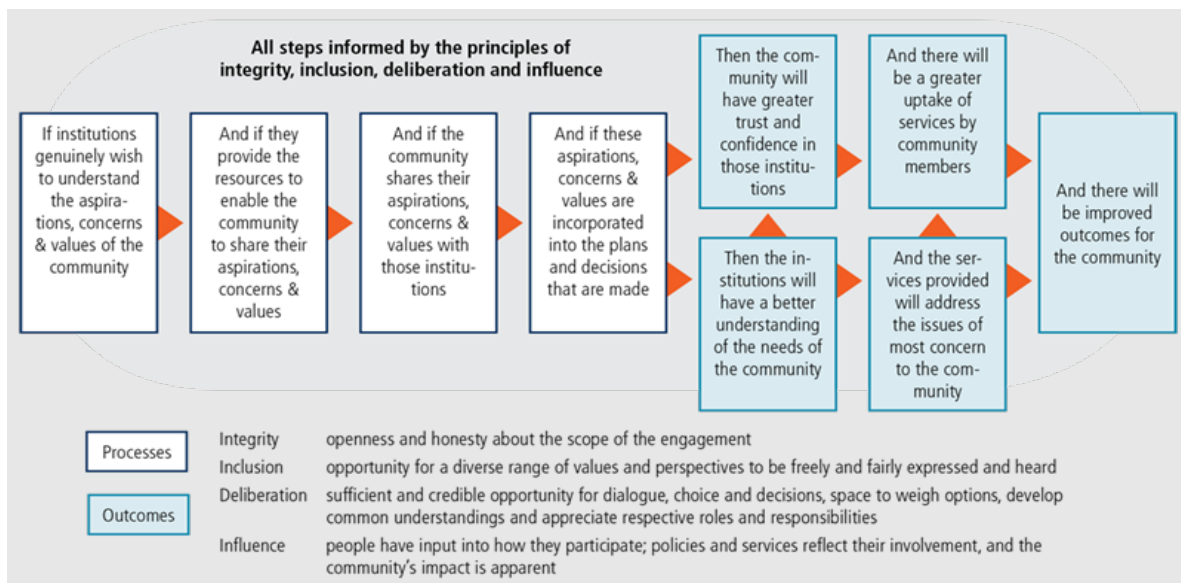 All steps informed by the principles of
integrity, inclusion, deliberation and influence
If institutions
genuinely wish
to understand
the aspira-
tions, concerns
& values of the
community
And if they
provide the
resources to
enable the
community
to share their
aspirations,
concerns &
values
And if the
community
shares their
aspirations,
concerns &
values with
those institu-
tions
And if these
aspirations,
concerns &
values are
incorporated
into the plans
and decisions
that are made
Then the com-
munity will
have greater
trust and
confidence in
those institu-
tions
And there will
be a greater
uptake of
services by
community
members
Then the in-
stitutions will
have a better
understanding
of the needs of
the community
And the ser-
vices provided
will address
the issues of
most concern
to the com-
munity
And there will
be improved
outcomes for
the community
Processes
Outcomes
Integrity openness and honesty about the scope of the engagement
Inclusion opportunity for a diverse range of values and perspectives to be freely and fairly expressed and heard
Deliberation sufficient and credible opportunity for dialogue, choice and decisions, space to weigh options, develop
common understandings and appreciate respective roles and responsibilities
Influence people have input into how they participate; policies and services reflect their involvement, and the
community's impact is apparent